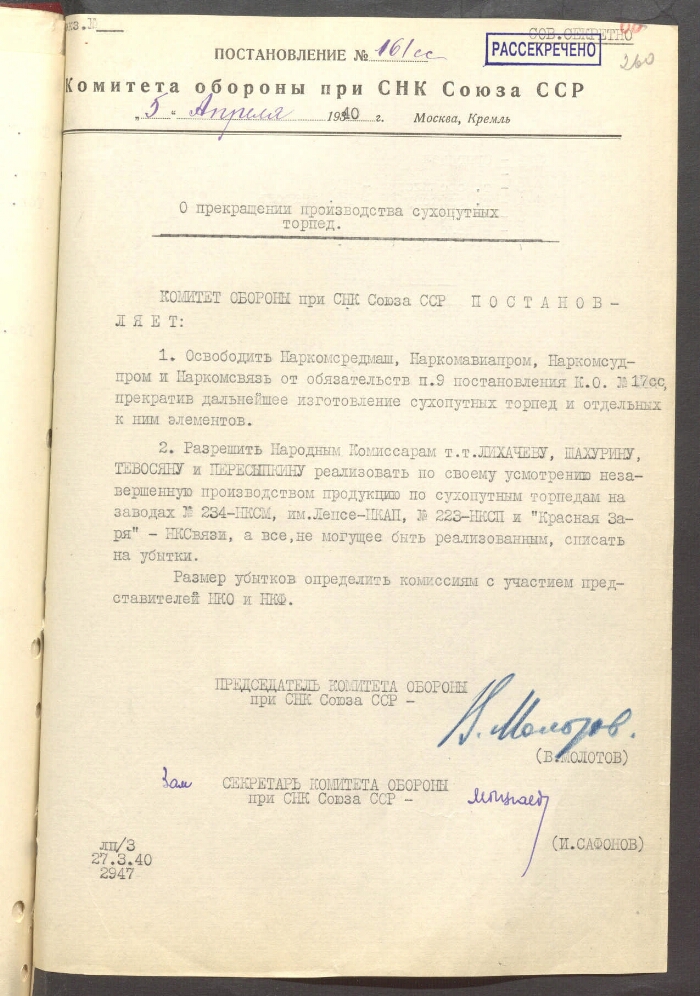 экз.№
СОВ.СЕКРЕТНО
РАССЕКРЕЧЕНО
260
ПОСТАНОВЛЕНИЕ № 161сс
Комитета обороны при СНК Союза ССР
„5" Апреля 1940 г. Москва, Кремль
О прекращении производства сухопутных
торпед.
КОМИТЕТ ОБОРОНЫ при СНК Союза ССР П О С Т А Н О В -
Л Я Е Т:
1. Освободить Наркомсредмаш, Наркомавиапром, Наркомсуд-
пром и Наркомсвязь от обязательств п.9 постановления К.О. № 17сс,
прекратив дальнейшее изготовление сухопутных торпед и отдельных
к ним элементов.
2. Разрешить Народным Комиссарам т.т.ЛИХАЧЕВУ, ШАХУРИНУ,
ТЕВОСЯНУ и ПЕРЕСЫПКИНУ реализовать по своему усмотрению неза-
вершенную производством продукцию по сухопутным торпедам на
заводах № 234-НКСМ, им.Лепсе-НКАП, № 223-НКСП и "Красная За-
ря" - НКСвязи, а все,не могущее быть реализованным, списать
на убытки.
Размер убытков определить комиссиям с участием пред-
ставителей НКО и НКФ.
ПРЕДСЕДАТЕЛЬ КОМИТЕТА ОБОРОНЫ
при СНК Союза ССР -
В. Молотов.
(В.МОЛОТОВ)
Зам СЕКРЕТАРЬ КОМИТЕТА ОБОРОНЫ
при СНК Союза ССР -
(И.САФОНОВ)
лп/3
27.3.40
2947